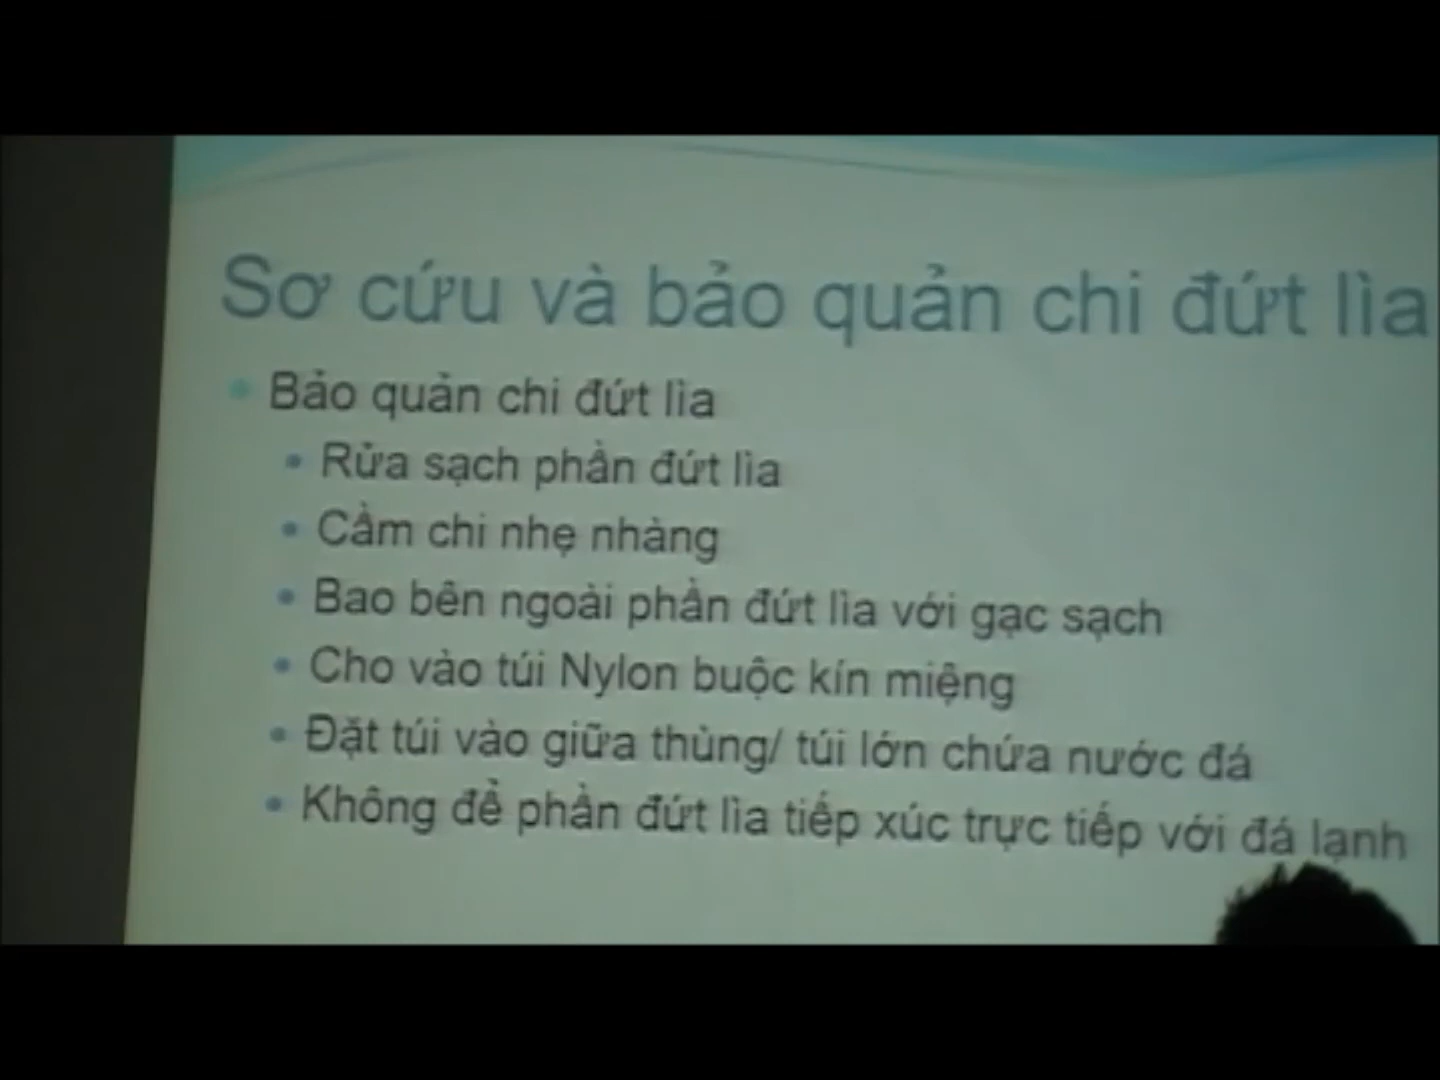 Sơ cứu và bảo quản chi đứt lìa
Bảo quản chi đứt lìa
Rửa sạch phần đứt lìa
Cầm chi nhẹ nhàng
Bao bên ngoài phần đứt lìa với gạc sạch
Cho vào túi Nylon buộc kín miệng
Đặt túi vào giữa thùng/ túi lớn chứa nước đá
Không để phần đứt lìa tiếp xúc trực tiếp với đá lạnh